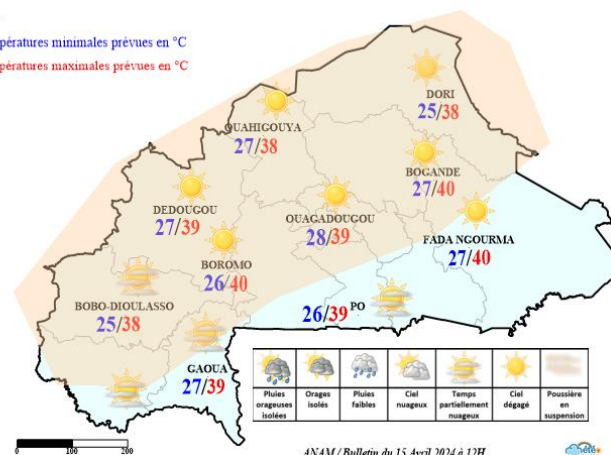 pératures minimales prévues en °C
pératures maximales prévues en °C
DORI
25/38
OUAHIGOUYA
27/38
BOGANDE
27/40
DEDOUGOU
27/39
OUAGADOUGOU
28/39
FADA NGOURMA
27/40
BOROMO
26/40
BOBO-DIOULASSO
25/38
26/39 PO
GAOUA
27/39
Pluies orageuses isolées
Orages isolés
Pluies faibles
Ciel nuageux
Temps partiellement nuageux
Ciel dégagé
Poussière en suspension
0 100 200
ANAM / Bulletin du 15 Avril 2024 à 12H
été